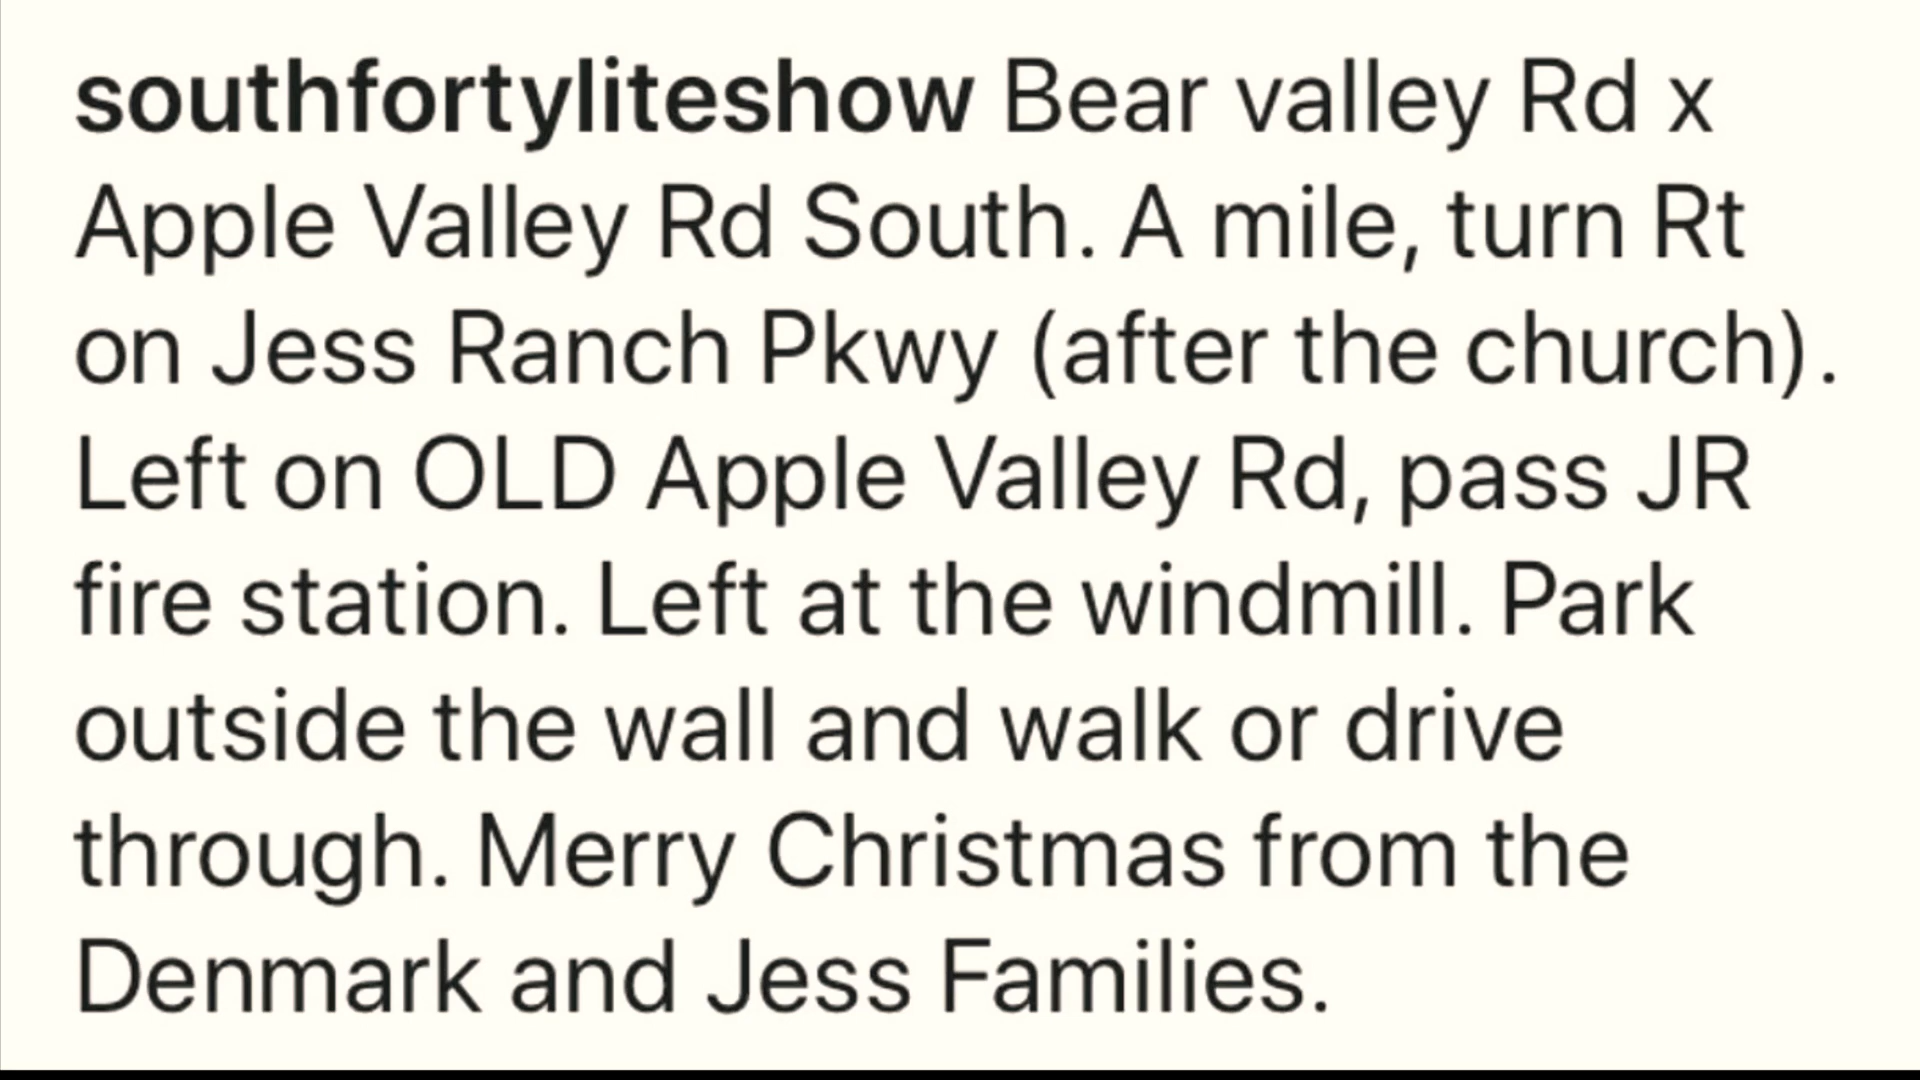 southfortyliteshow Bear valley Rd x
Apple Valley Rd South. A mile, turn Rt
on Jess Ranch Pkwy (after the church).
Left on OLD Apple Valley Rd, pass JR
fire station. Left at the windmill. Park
outside the wall and walk or drive
through. Merry Christmas from the
Denmark and Jess Families.